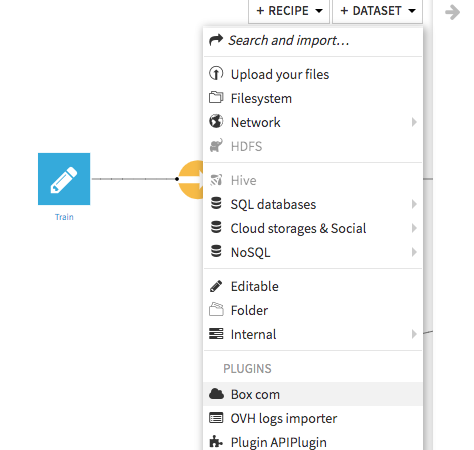 + RECIPE
+ DATASET
Search and import...
Upload your files
Filesystem
Network
HDFS
Hive
SQL databases
Cloud storages & Social
NoSQL
Train
Editable
Folder
Internal
PLUGINS
Box com
OVH logs importer
Plugin APIPlugin